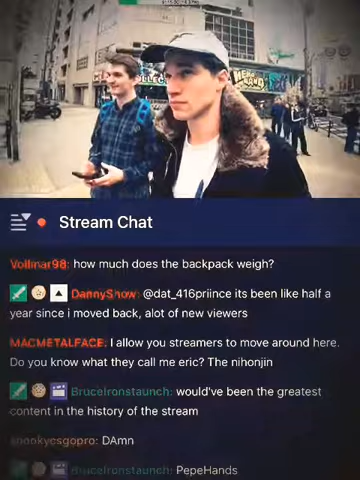 Stream Chat
Vollmar98: how much does the backpack weigh?
DannyShow: @dat_416priince its been like half a
year since i moved back, alot of new viewers
MACMETALFACE: I allow you streamers to move around here.
Do you know what they call me eric? The nihonjin
BruceIronstaunch: would've been the greatest
content in the history of the stream
spookyesgopro: DAmn
BruceIronstaunch: PepeHands